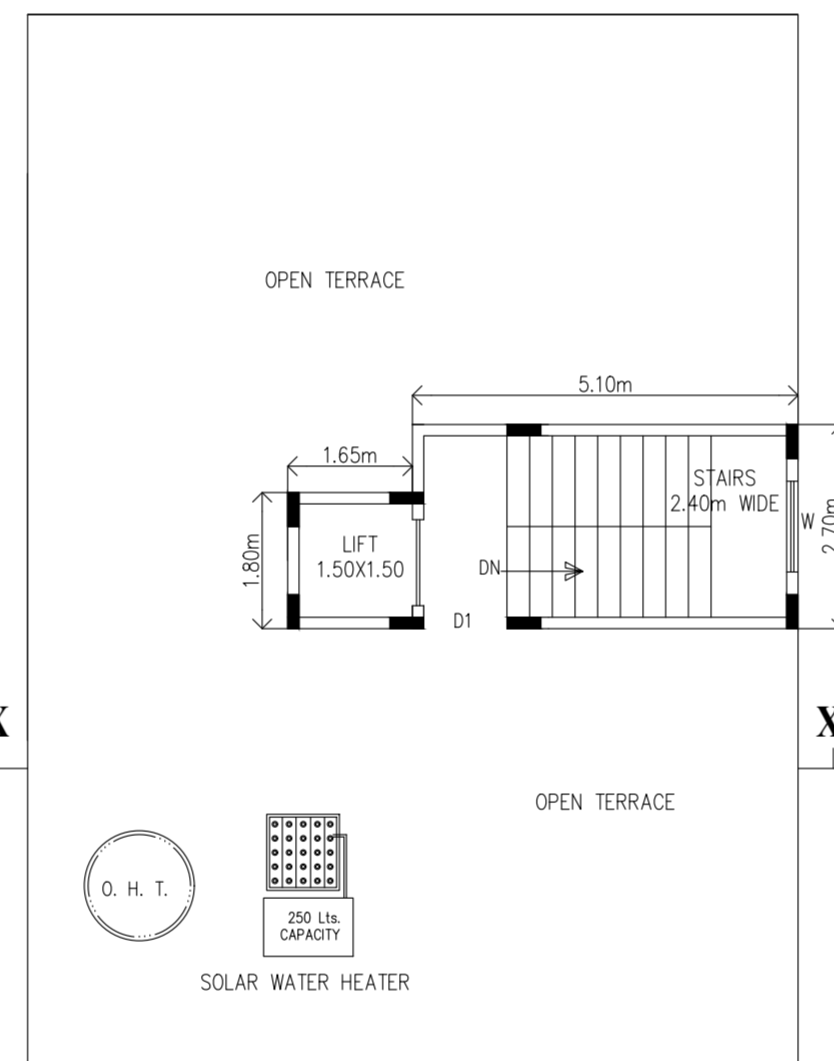 OPEN TERRACE
5.10m
1.65m
STAIRS
2.40m WIDE
W
2.70m
LIFT
1.50X1.50
1.80m
DN
D1
X
X
OPEN TERRACE
O. H. T.
250 Lts.
CAPACITY
SOLAR WATER HEATER